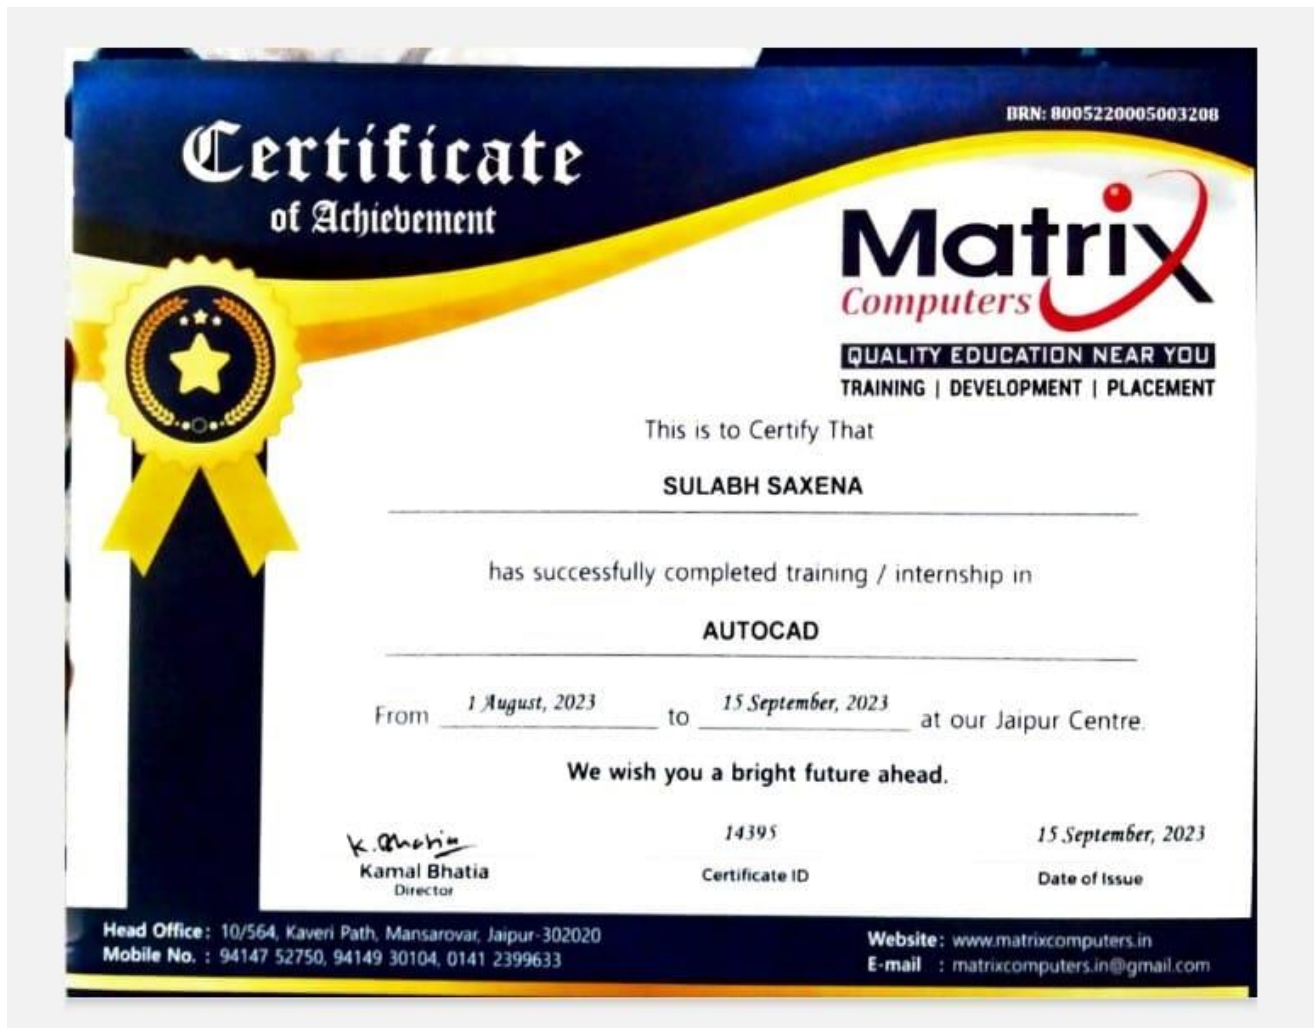 BRN: 8005220005003208
Certificate
of Achievement
Matrix
Computers
QUALITY EDUCATION NEAR YOU
TRAINING | DEVELOPMENT | PLACEMENT
This is to Certify That
SULABH SAXENA
has successfully completed training / internship in
AUTOCAD
From 1 August, 2023 to 15 September, 2023 at our Jaipur Centre.
We wish you a bright future ahead.
K. Bhatia
Kamal Bhatia
Director
14395
Certificate ID
15 September, 2023
Date of Issue
Head Office : 10/564, Kaveri Path, Mansarovar, Jaipur-302020
Mobile No. : 94147 52750, 94149 30104, 0141 2399633
Website : www.matrixcomputers.in
E-mail : matrixcomputers.in@gmail.com